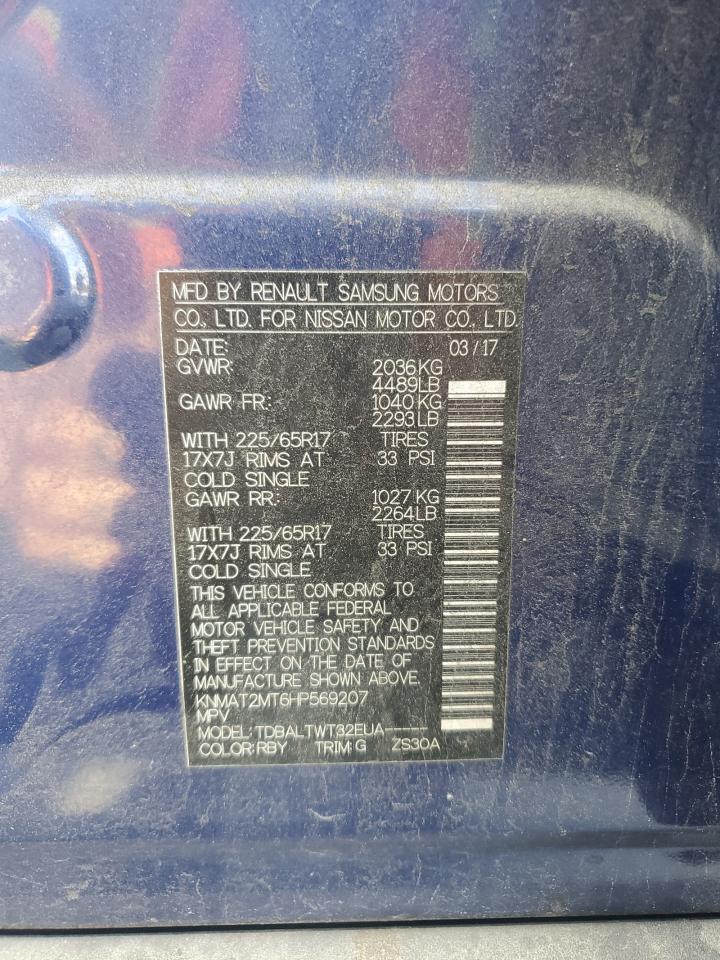 MFD BY RENAULT SAMSUNG MOTORS
CO., LTD. FOR NISSAN MOTOR CO., LTD.
DATE: 03/17
GVWR: 2036KG
4489LB
GAWR FR: 1040KG
2293LB
WITH 225/65R17 TIRES
17X7J RIMS AT 33 PSI
COLD SINGLE
GAWR RR: 1027KG
2264LB
WITH 225/65R17 TIRES
17X7J RIMS AT 33 PSI
COLD SINGLE
THIS VEHICLE CONFORMS TO
ALL APPLICABLE FEDERAL
MOTOR VEHICLE SAFETY AND
THEFT PREVENTION STANDARDS
IN EFFECT ON THE DATE OF
MANUFACTURE SHOWN ABOVE.
KNMAT2MT6HP569207
MPV
MODEL: TDBALTWT32EUA-----
COLOR: RBY TRIM: G ZS30A